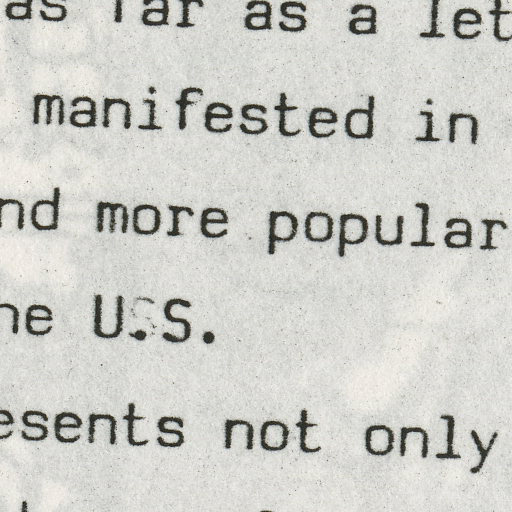 as far as a let
manifested in
nd more popular
he U.S.
esents not only